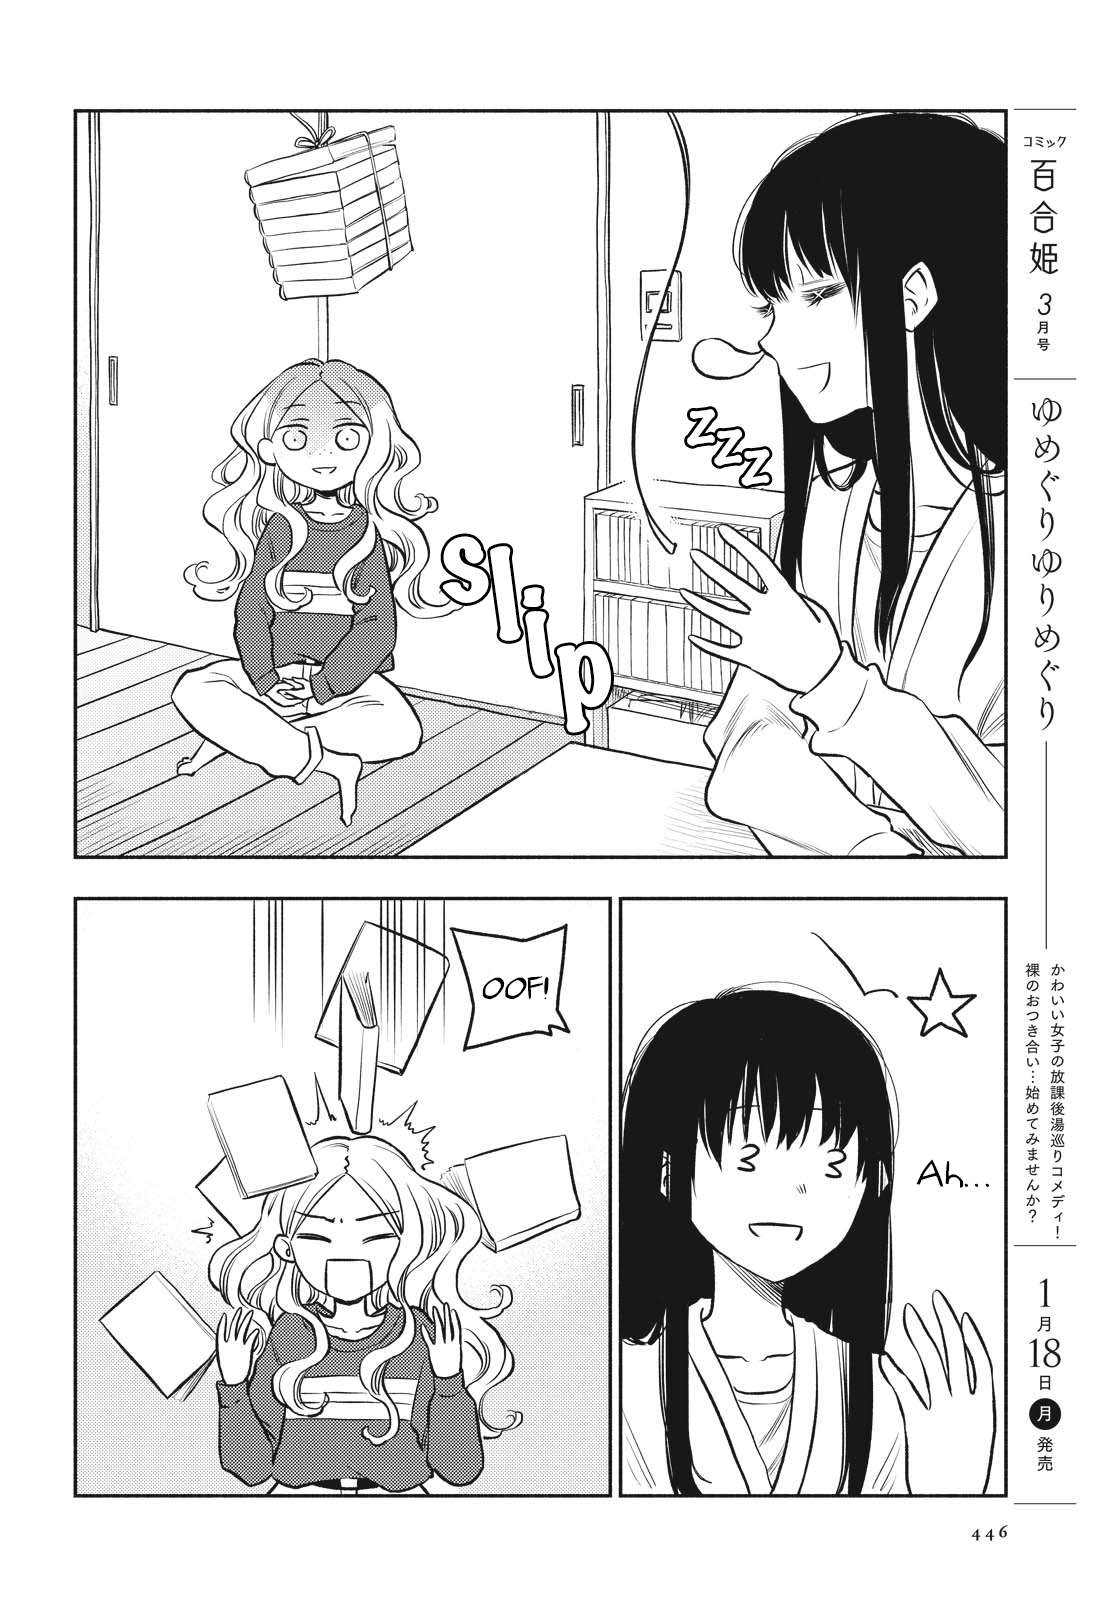 zzz
slip
Ah...
OOF!
コミック
百合姫
3月号
ゆめぐりゆりめぐり
かわいい女子の放課後湯巡りコメディ!
裸のおつき合い…始めてみませんか?
1月18日月発売
446